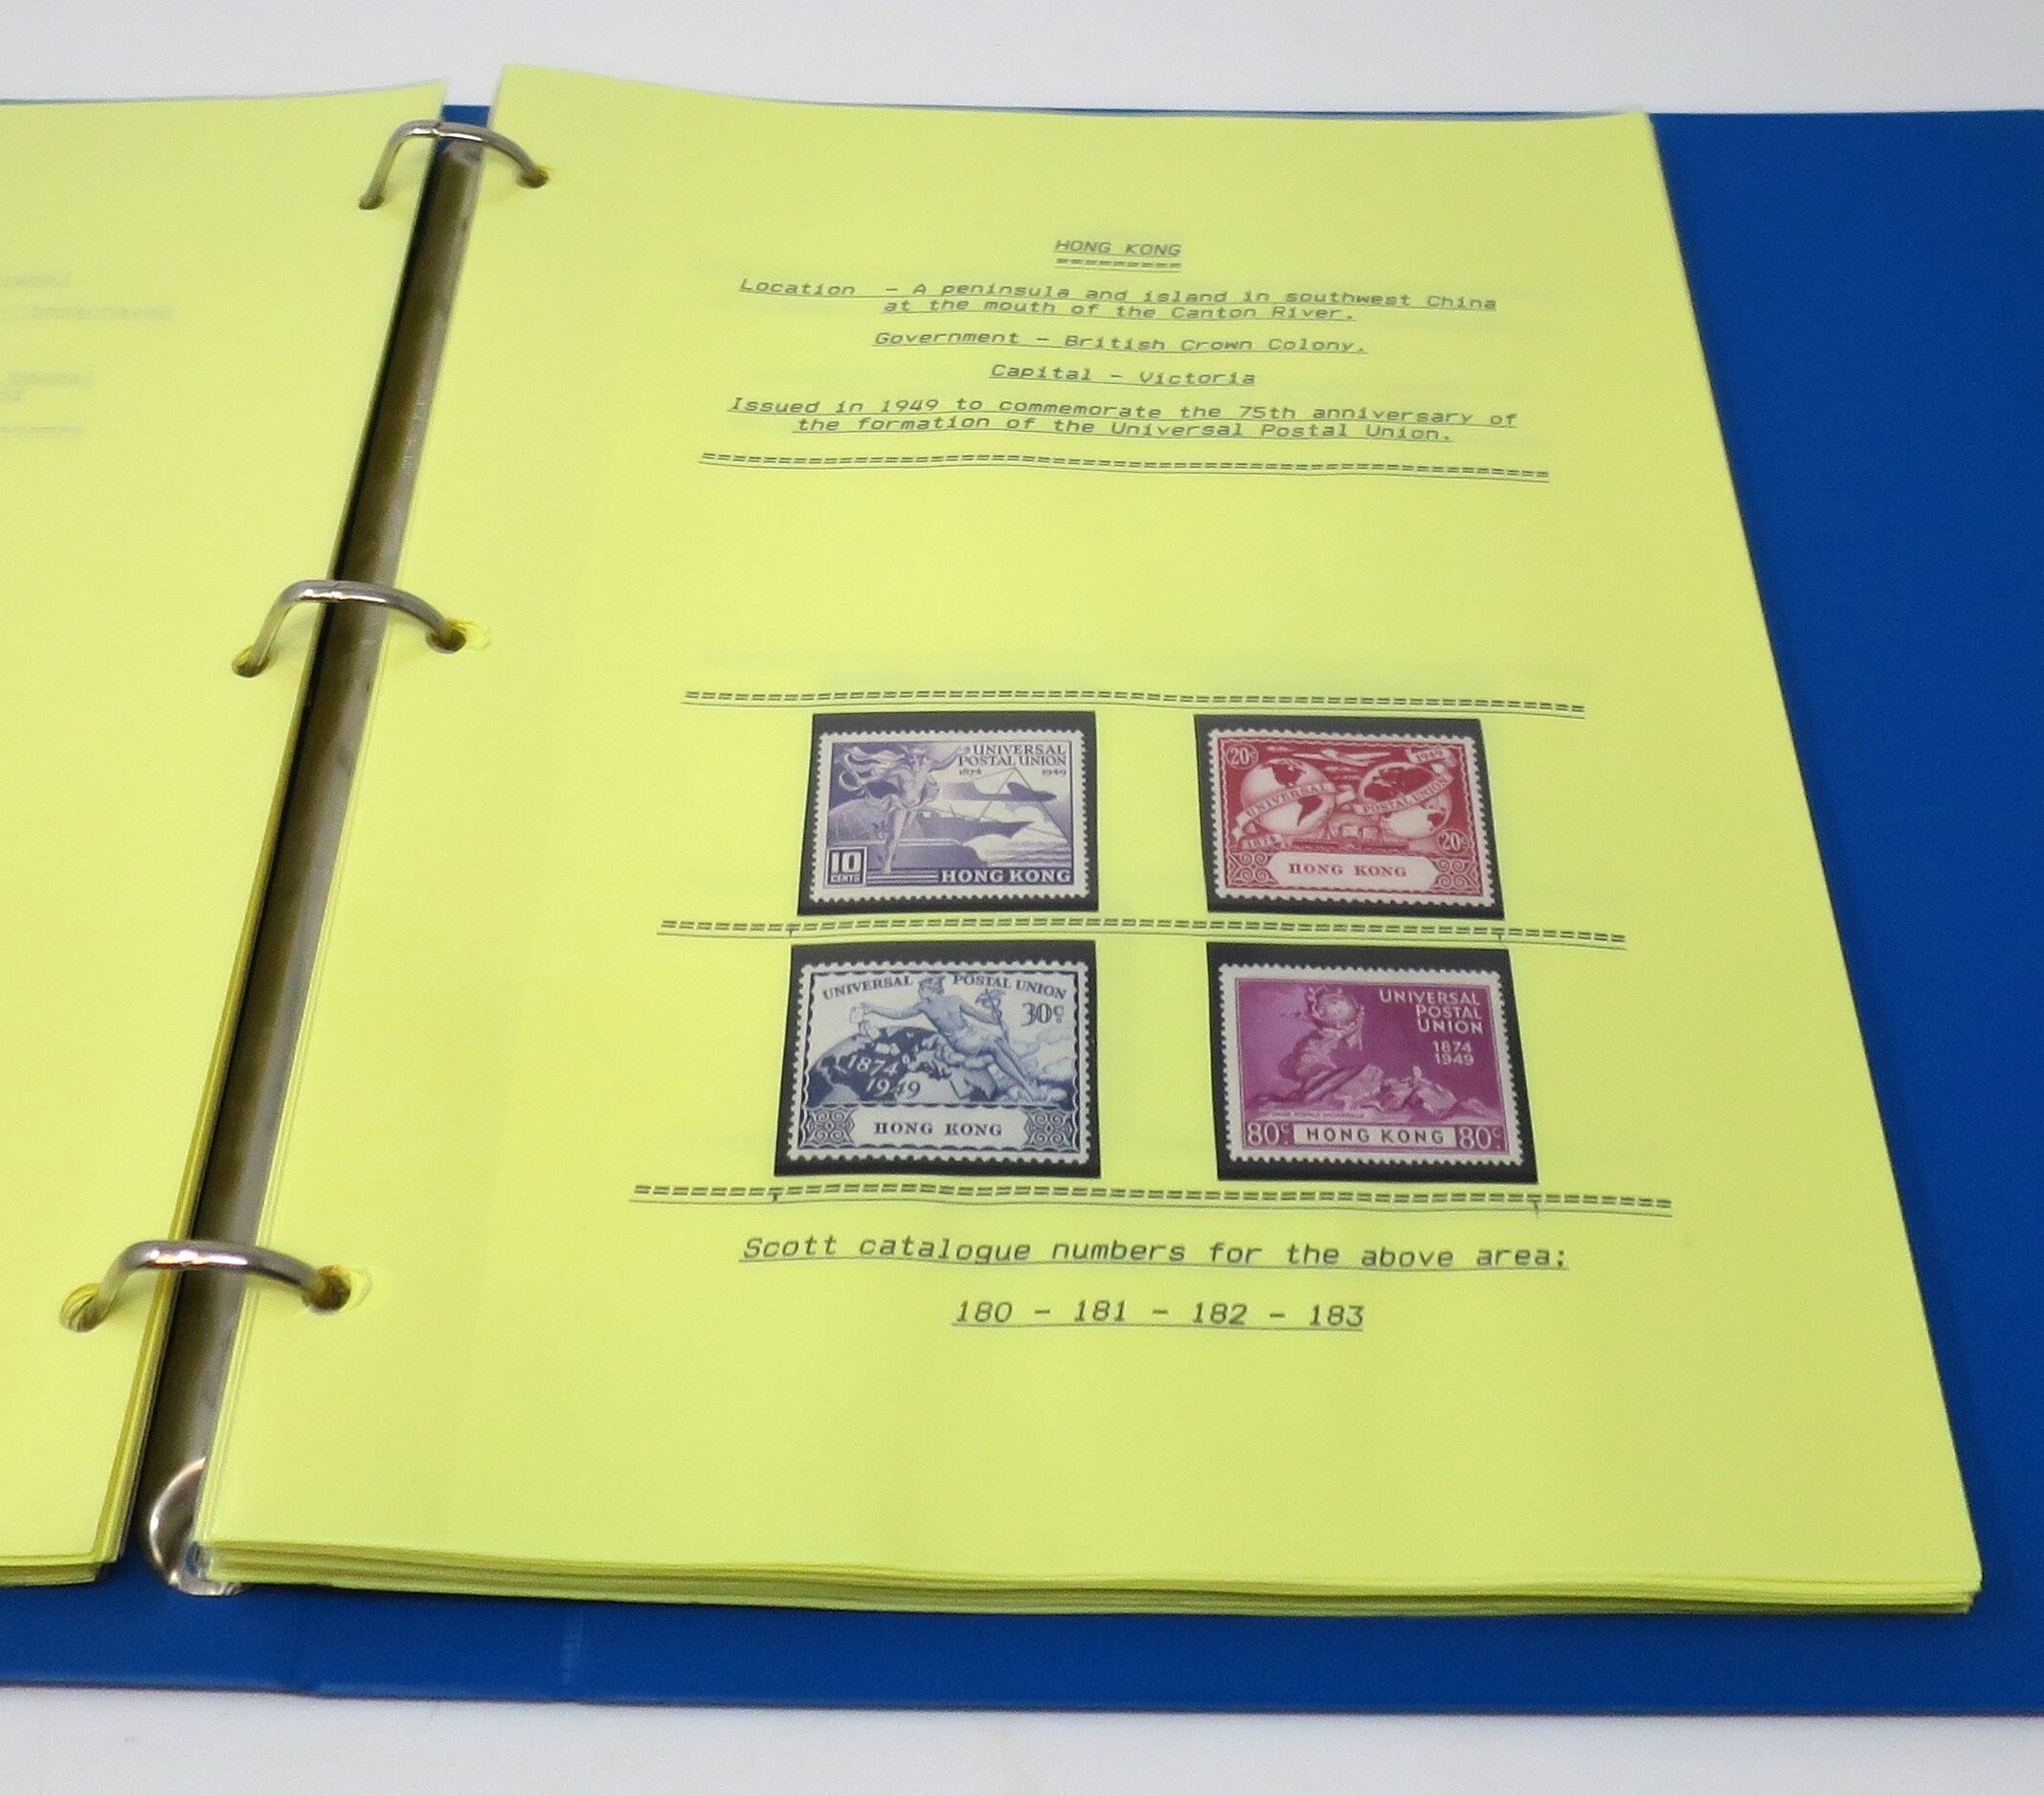 HONG KONG
=========
Location - A peninsula and island in southwest China
at the mouth of the Canton River.
Government - British Crown Colony.
Capital - Victoria
Issued in 1949 to commemorate the 75th anniversary of
the formation of the Universal Postal Union.
UNIVERSAL
POSTAL UNION
1874 1949
10
CENTS
HONG KONG
20c 1949
UNIVERSAL POSTAL UNION
1874 20c
HONG KONG
UNIVERSAL POSTAL UNION
30c
1874
1949
HONG KONG
UNIVERSAL
POSTAL
UNION
1874
1949
80c HONG KONG 80c
Scott catalogue numbers for the above area:
180 - 181 - 182 - 183